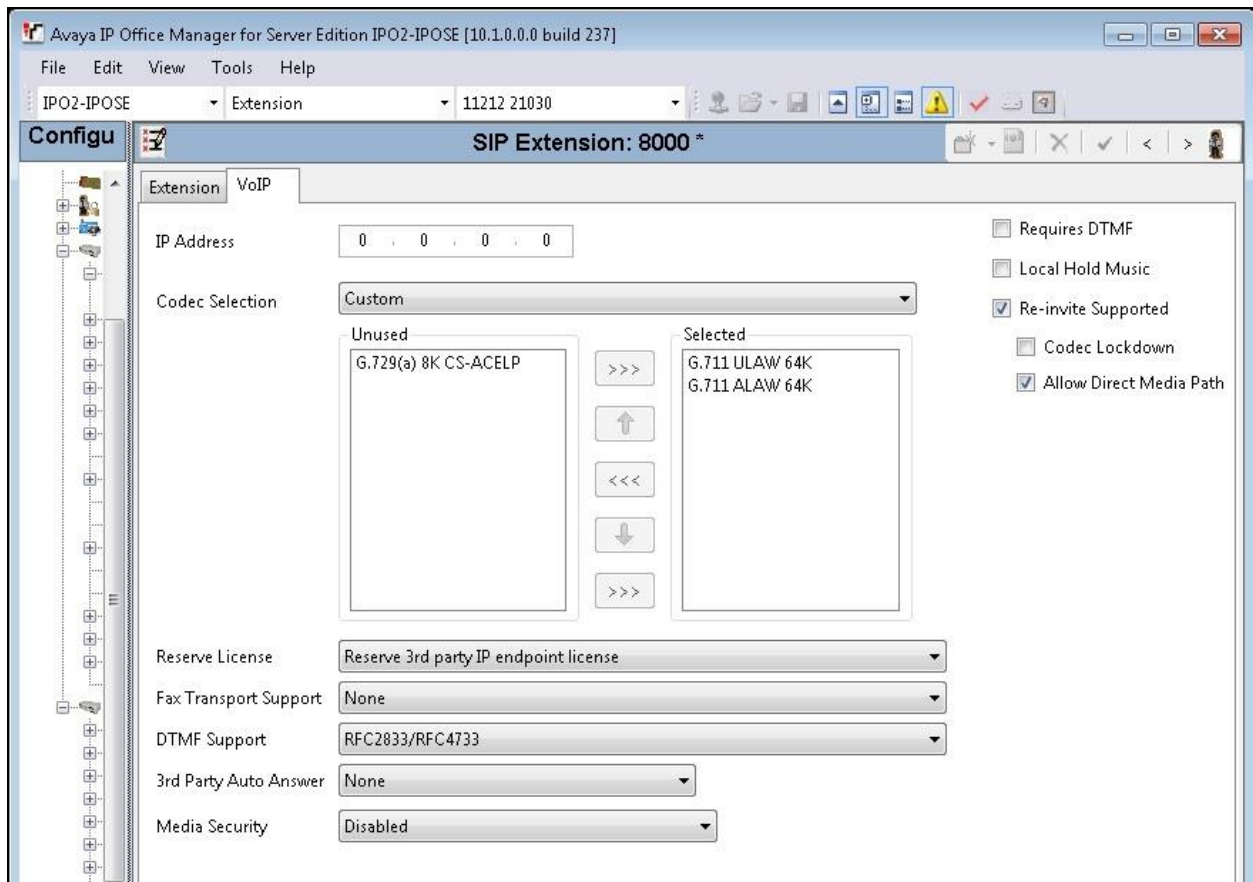 Avaya IP Office Manager for Server Edition IPO2-IPOSE [10.1.0.0.0 build 237]
File Edit View Tools Help
IPO2-IPOSE Extension 11212 21030
Configu SIP Extension: 8000 *
Extension VoIP
IP Address 0 . 0 . 0 . 0
Requires DTMF
Local Hold Music
Codec Selection Custom
Re-invite Supported
Unused Selected
Codec Lockdown
G.729(a) 8K CS-ACELP >>> G.711 ULAW 64K
G.711 ALAW 64K
Allow Direct Media Path
<<<
>>>
Reserve License Reserve 3rd party IP endpoint license
Fax Transport Support None
DTMF Support RFC2833/RFC4733
3rd Party Auto Answer None
Media Security Disabled